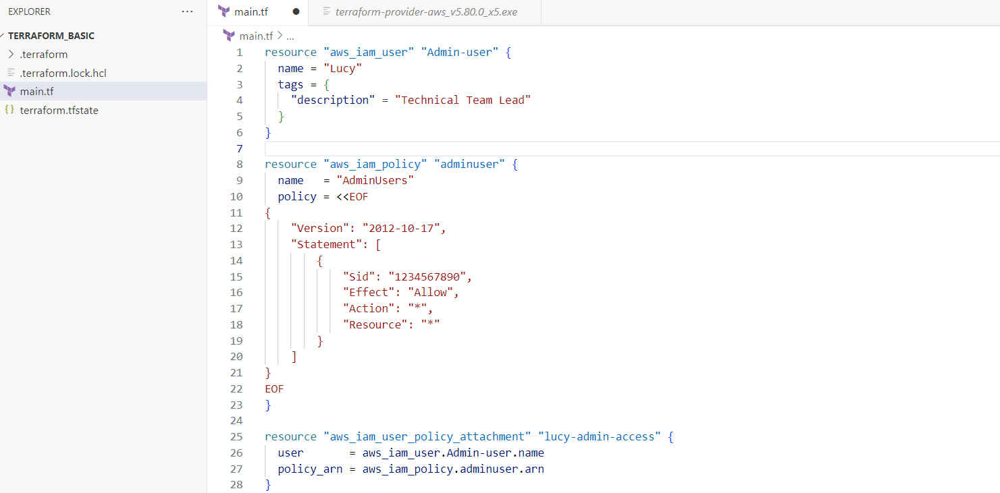 EXPLORER
...
TERRAFORM_BASIC
.terraform
.terraform.lock.hcl
main.tf
{} terraform.tfstate
main.tf
terraform-provider-aws_v5.80.0_x5.exe
main.tf > ...
1 resource "aws_iam_user" "Admin-user" {
2   name = "Lucy"
3   tags = {
4     "description" = "Technical Team Lead"
5   }
6 }
7
8 resource "aws_iam_policy" "adminuser" {
9   name   = "AdminUsers"
10   policy = <<EOF
11 {
12     "Version": "2012-10-17",
13     "Statement": [
14         {
15             "Sid": "1234567890",
16             "Effect": "Allow",
17             "Action": "*",
18             "Resource": "*"
19         }
20     ]
21 }
22 EOF
23 }
24
25 resource "aws_iam_user_policy_attachment" "lucy-admin-access" {
26   user       = aws_iam_user.Admin-user.name
27   policy_arn = aws_iam_policy.adminuser.arn
28 }